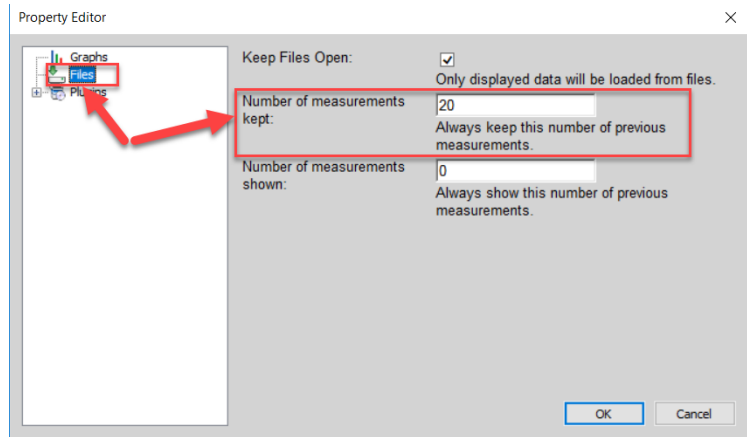 Property Editor
Graphs
Files
Plugins
Keep Files Open:
Only displayed data will be loaded from files.
Number of measurements
kept:
20
Always keep this number of previous
measurements.
Number of measurements
shown:
0
Always show this number of previous
measurements.
OK
Cancel